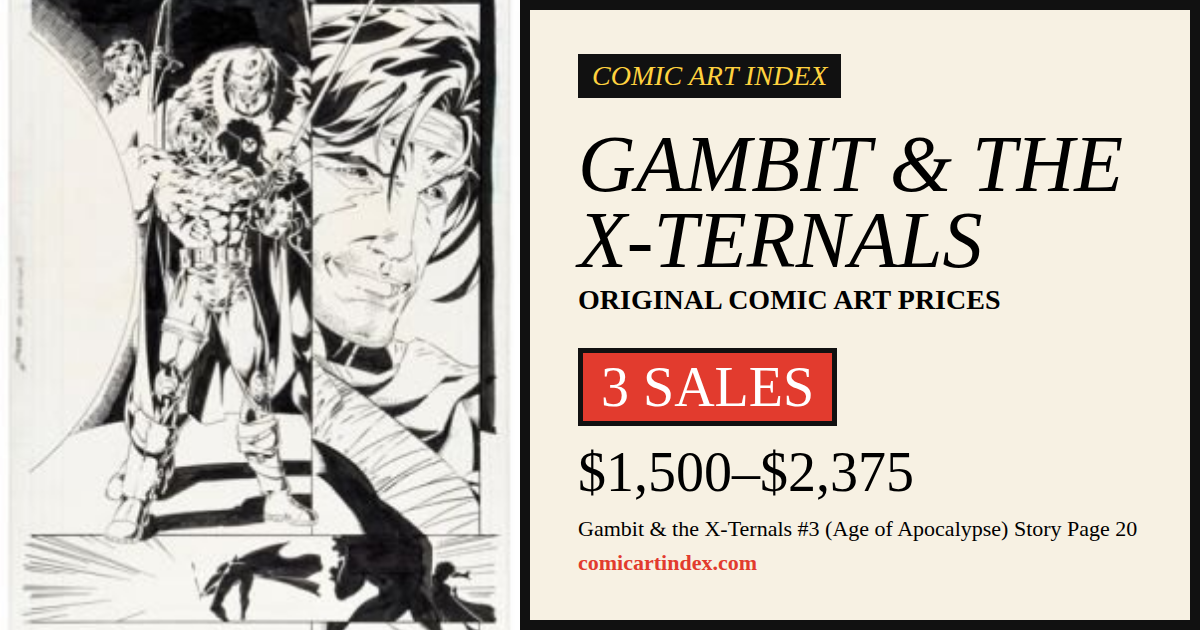 COMIC ART INDEX
GAMBIT & THE
X-TERNALS
ORIGINAL COMIC ART PRICES
3 SALES
$1,500–$2,375
Gambit & the X-Ternals #3 (Age of Apocalypse) Story Page 20
comicartindex.com